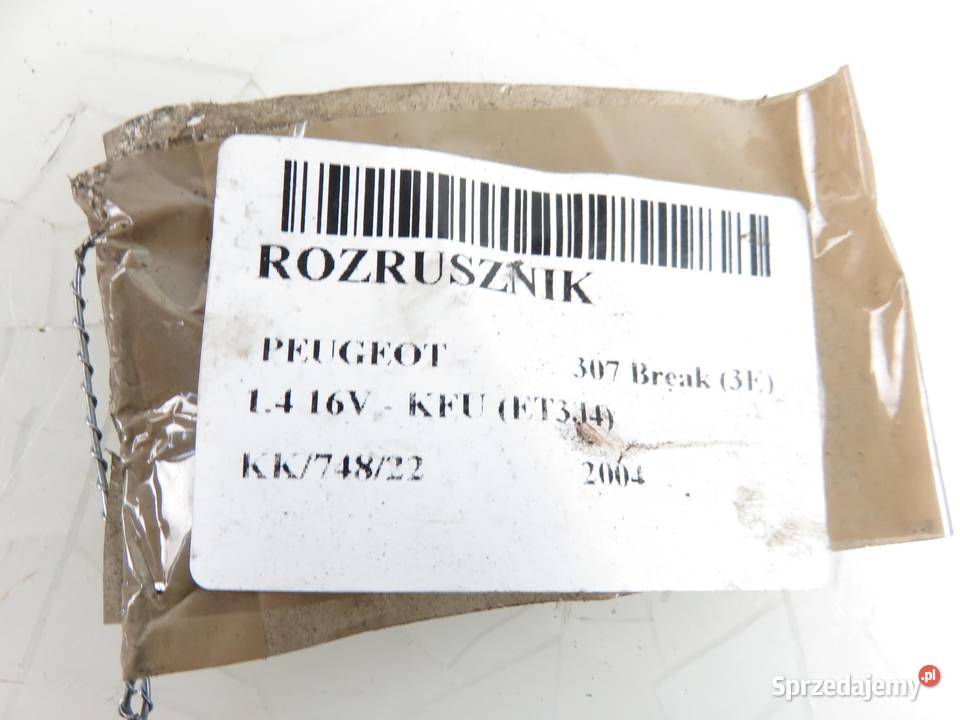 ROZRUSZNIK
PEUGEOT 307 Break (3E)
1.4 16V - KFU (ET3J4)
KK/748/22 2004
Sprzedajemy.pl